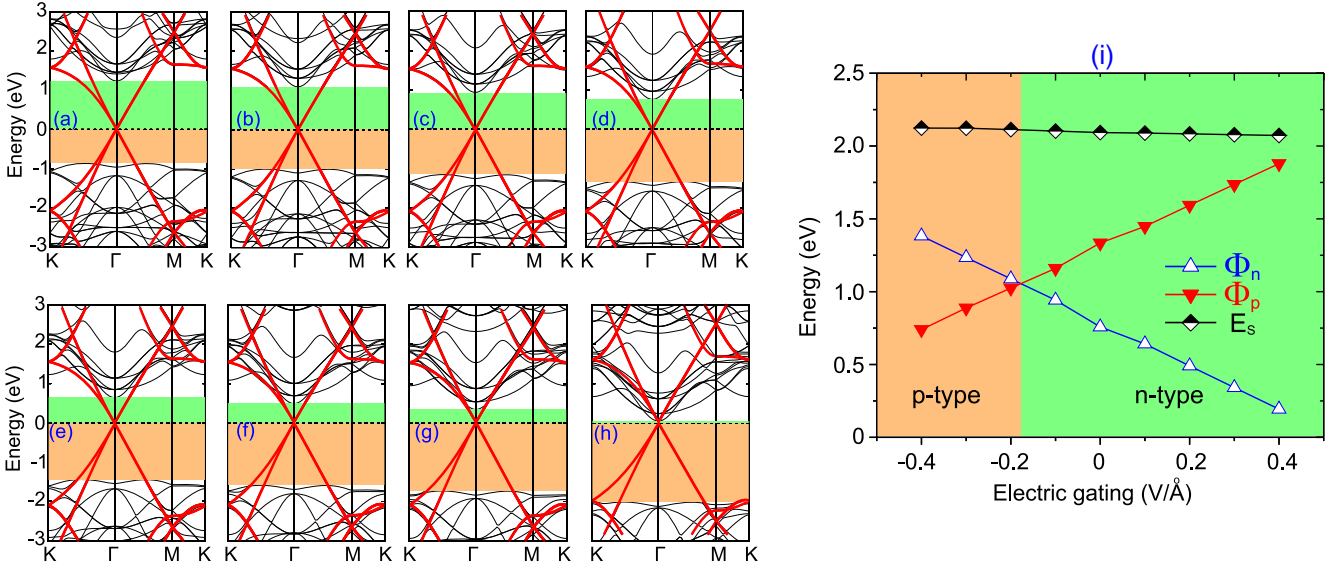 3
2
1
0
-1
-2
-3
Energy (eV)
(a)
K Γ M K
(b)
K Γ M K
(c)
K Γ M K
(d)
K Γ M K
3
2
1
0
-1
-2
-3
Energy (eV)
(e)
K Γ M K
(f)
K Γ M K
(g)
K Γ M K
(h)
K Γ M K
(i)
2.5
2.0
1.5
1.0
0.5
0
Energy (eV)
Φn
Φp
Es
p-type
n-type
-0.4 -0.2 0 0.2 0.4
Electric gating (V/Å)